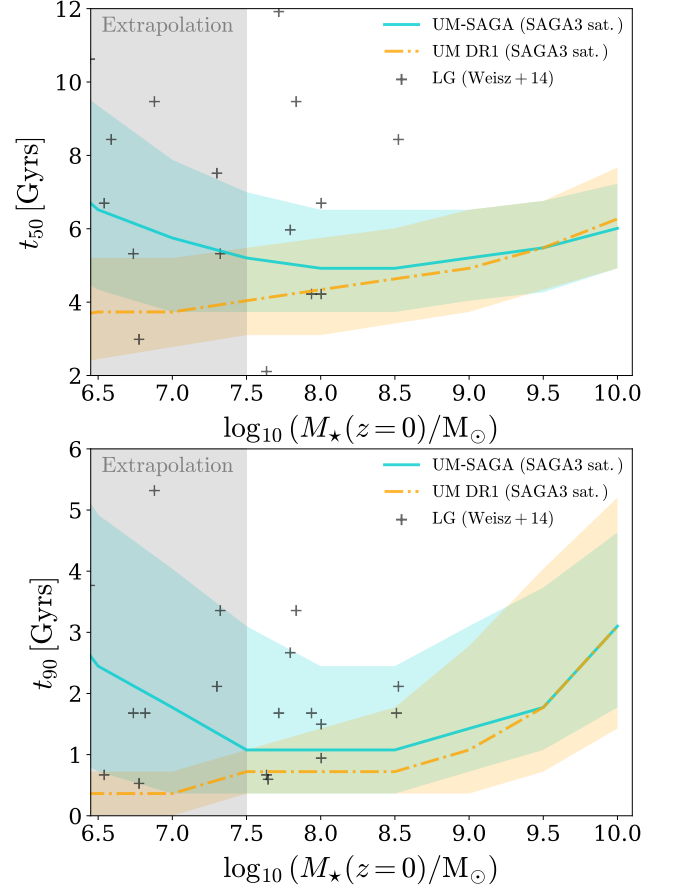 12
10
8
6
4
2
t50 [Gyrs]
Extrapolation
UM-SAGA (SAGA3 sat.)
UM DR1 (SAGA3 sat.)
LG (Weisz+14)
6.5 7.0 7.5 8.0 8.5 9.0 9.5 10.0
log10 (M⋆(z=0)/M⊙)
6
5
4
3
2
1
0
t90 [Gyrs]
Extrapolation
UM-SAGA (SAGA3 sat.)
UM DR1 (SAGA3 sat.)
LG (Weisz+14)
6.5 7.0 7.5 8.0 8.5 9.0 9.5 10.0
log10 (M⋆(z=0)/M⊙)